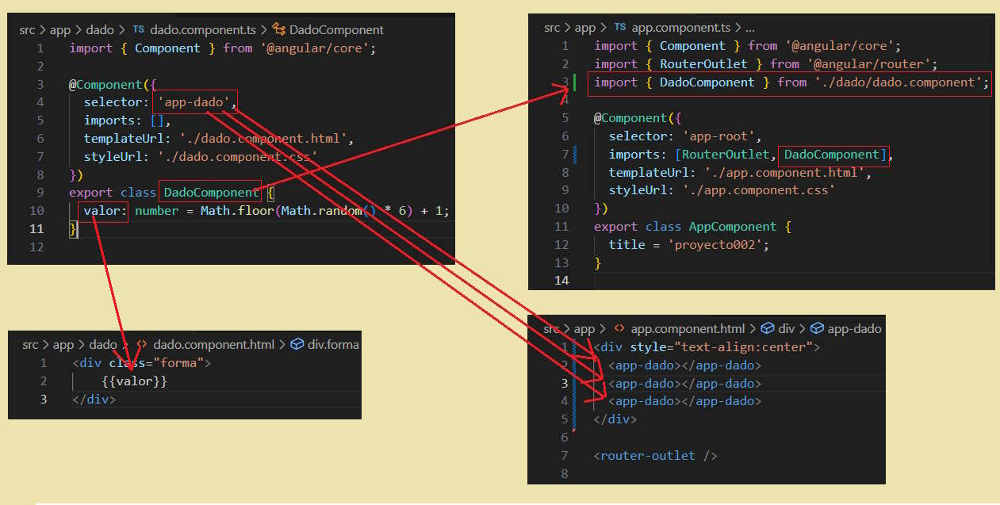 src > app > dado > TS dado.component.ts > DadoComponent
1 import { Component } from '@angular/core';
2
3 @Component({
4 selector: 'app-dado',
5 imports: [],
6 templateUrl: './dado.component.html',
7 styleUrl: './dado.component.css'
8 })
9 export class DadoComponent {
10 valor: number = Math.floor(Math.random() * 6) + 1;
11 }
12
src > app > TS app.component.ts > ...
1 import { Component } from '@angular/core';
2 import { RouterOutlet } from '@angular/router';
3 import { DadoComponent } from './dado/dado.component';
4
5 @Component({
6 selector: 'app-root',
7 imports: [RouterOutlet, DadoComponent],
8 templateUrl: './app.component.html',
9 styleUrl: './app.component.css'
10 })
11 export class AppComponent {
12 title = 'proyecto002';
13 }
14
src > app > dado > <> dado.component.html > div.forma
1 <div class="forma">
2 {{valor}}
3 </div>
src > app > <> app.component.html > div > app-dado
1 <div style="text-align:center">
2 <app-dado></app-dado>
3 <app-dado></app-dado>
4 <app-dado></app-dado>
5 </div>
6
7 <router-outlet />
8